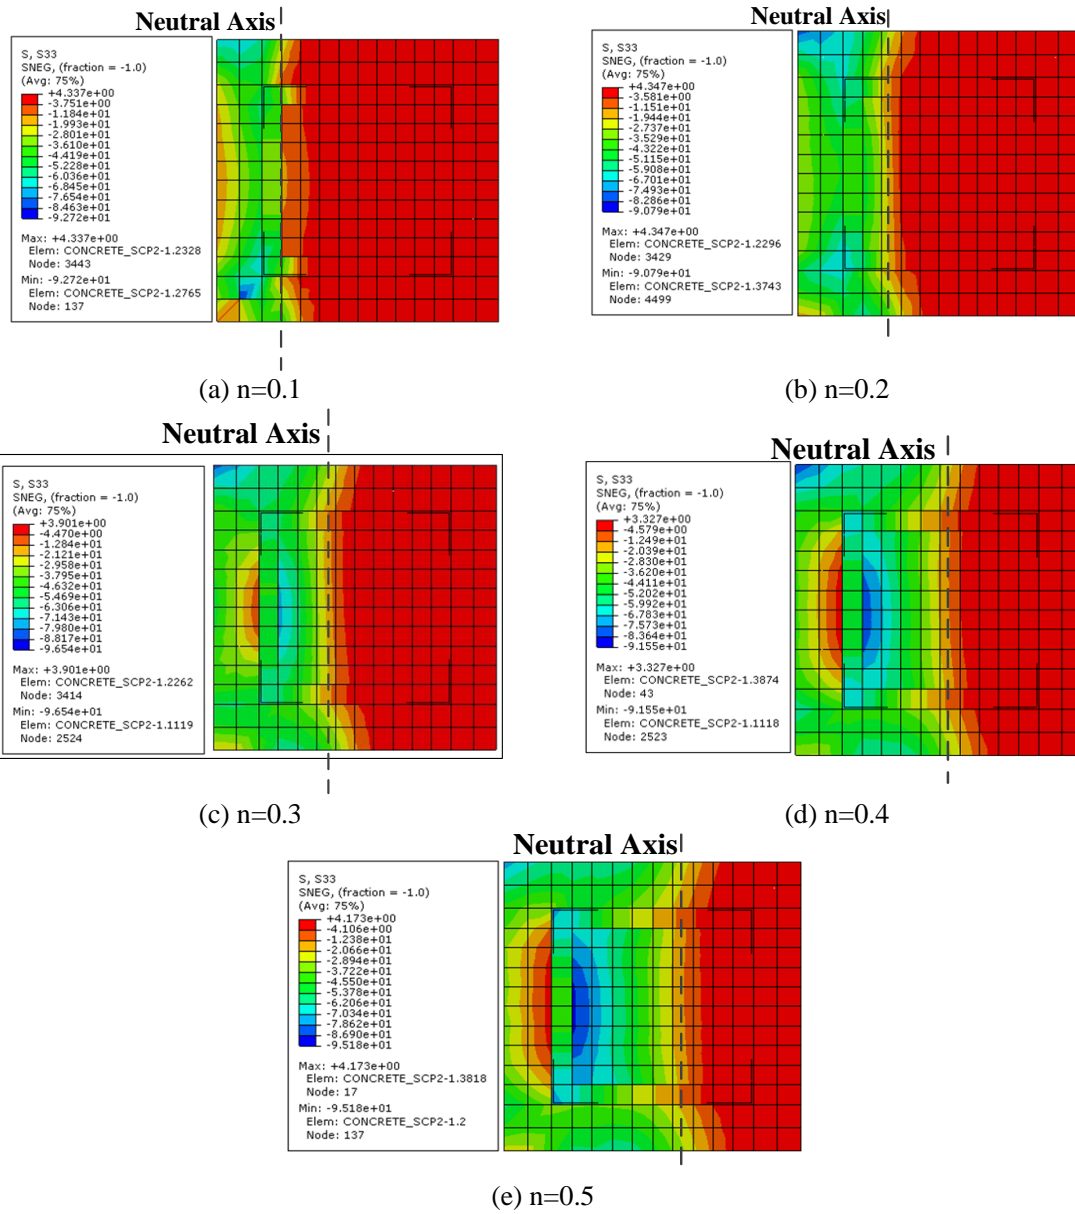 Neutral Axis
S, S33
SNEG, (fraction = -1.0)
(Avg: 75%)
+4.337e+00
-3.751e+00
-1.184e+01
-1.993e+01
-2.801e+01
-3.610e+01
-4.419e+01
-5.228e+01
-6.036e+01
-6.845e+01
-7.654e+01
-8.463e+01
-9.272e+01
Max: +4.337e+00
Elem: CONCRETE_SCP2-1.2328
Node: 3443
Min: -9.272e+01
Elem: CONCRETE_SCP2-1.2765
Node: 137
(a) n=0.1
Neutral Axis
S, S33
SNEG, (fraction = -1.0)
(Avg: 75%)
+4.347e+00
-3.581e+00
-1.151e+01
-1.944e+01
-2.737e+01
-3.529e+01
-4.322e+01
-5.115e+01
-5.908e+01
-6.701e+01
-7.493e+01
-8.286e+01
-9.079e+01
Max: +4.347e+00
Elem: CONCRETE_SCP2-1.2296
Node: 3429
Min: -9.079e+01
Elem: CONCRETE_SCP2-1.3743
Node: 4499
(b) n=0.2
Neutral Axis
S, S33
SNEG, (fraction = -1.0)
(Avg: 75%)
+3.901e+00
-4.470e+00
-1.284e+01
-2.121e+01
-2.958e+01
-3.795e+01
-4.632e+01
-5.469e+01
-6.306e+01
-7.143e+01
-7.980e+01
-8.817e+01
-9.654e+01
Max: +3.901e+00
Elem: CONCRETE_SCP2-1.2262
Node: 3414
Min: -9.654e+01
Elem: CONCRETE_SCP2-1.1119
Node: 2524
(c) n=0.3
Neutral Axis
S, S33
SNEG, (fraction = -1.0)
(Avg: 75%)
+3.327e+00
-4.579e+00
-1.249e+01
-2.039e+01
-2.830e+01
-3.620e+01
-4.411e+01
-5.202e+01
-5.992e+01
-6.783e+01
-7.573e+01
-8.364e+01
-9.155e+01
Max: +3.327e+00
Elem: CONCRETE_SCP2-1.3874
Node: 43
Min: -9.155e+01
Elem: CONCRETE_SCP2-1.1118
Node: 2523
(d) n=0.4
Neutral Axis
S, S33
SNEG, (fraction = -1.0)
(Avg: 75%)
+4.173e+00
-4.106e+00
-1.238e+01
-2.066e+01
-2.894e+01
-3.722e+01
-4.550e+01
-5.378e+01
-6.206e+01
-7.034e+01
-7.862e+01
-8.690e+01
-9.518e+01
Max: +4.173e+00
Elem: CONCRETE_SCP2-1.3818
Node: 17
Min: -9.518e+01
Elem: CONCRETE_SCP2-1.2
Node: 137
(e) n=0.5